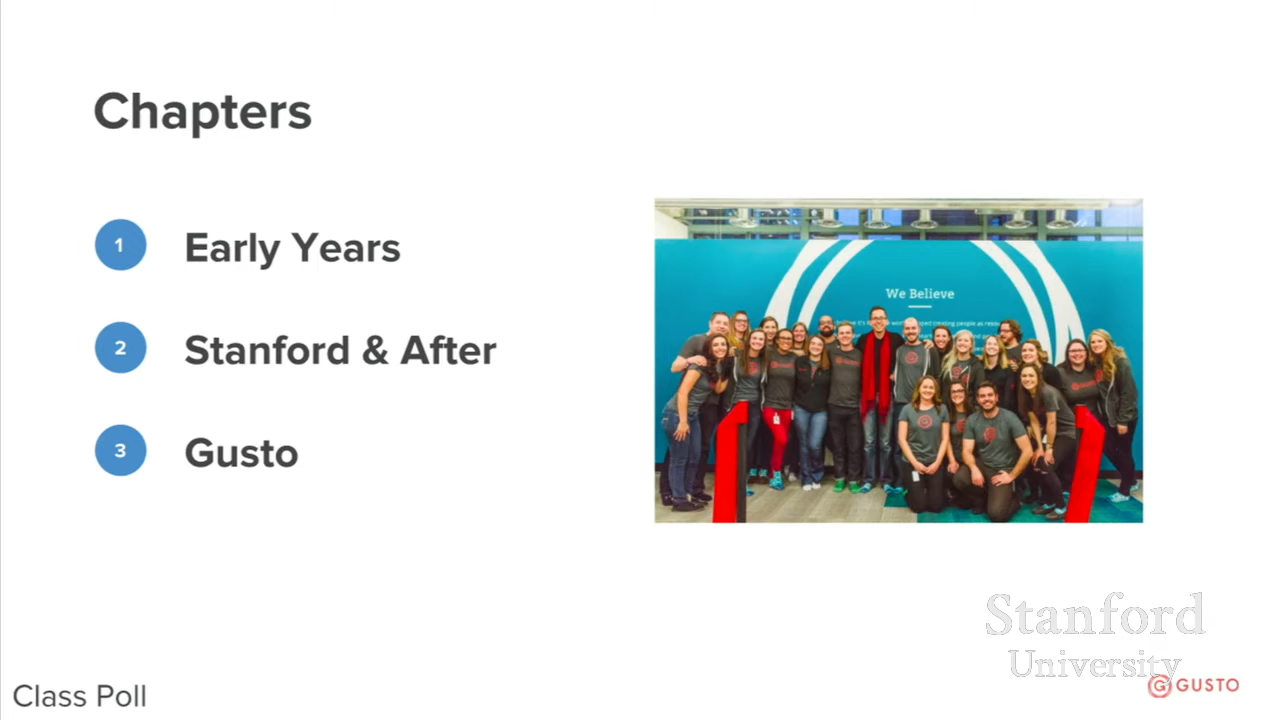 Chapters
1 Early Years
2 Stanford & After
3 Gusto
We Believe
Stanford
University
GUSTO
Class Poll